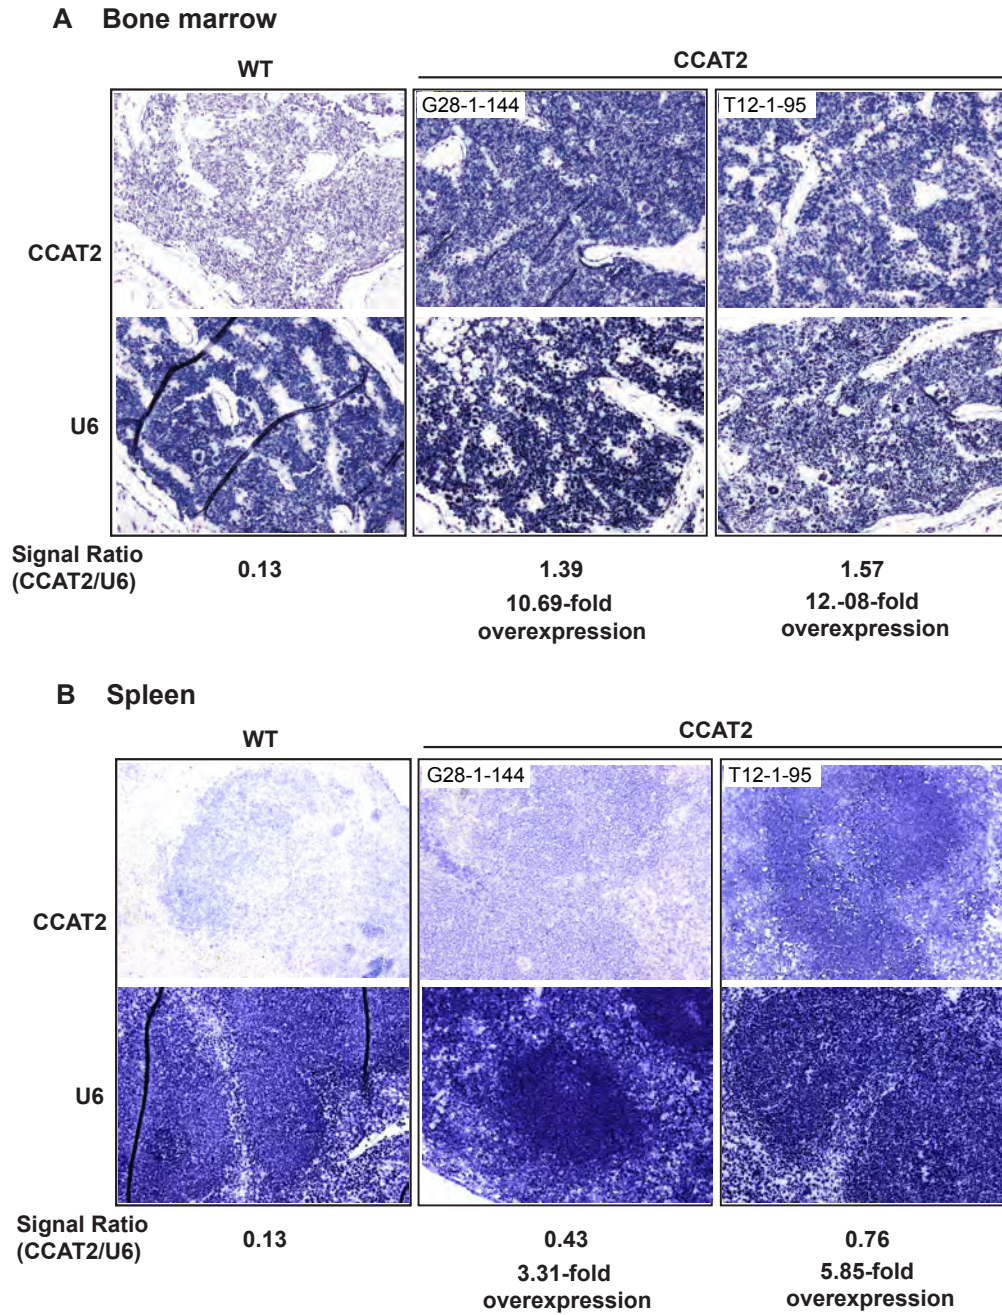 A Bone marrow
WT
CCAT2
G28-1-144
T12-1-95
CCAT2
U6
Signal Ratio
(CCAT2/U6)
0.13
1.39
1.57
10.69-fold
overexpression
12.-08-fold
overexpression
B Spleen
WT
CCAT2
G28-1-144
T12-1-95
CCAT2
U6
Signal Ratio
(CCAT2/U6)
0.13
0.43
0.76
3.31-fold
overexpression
5.85-fold
overexpression